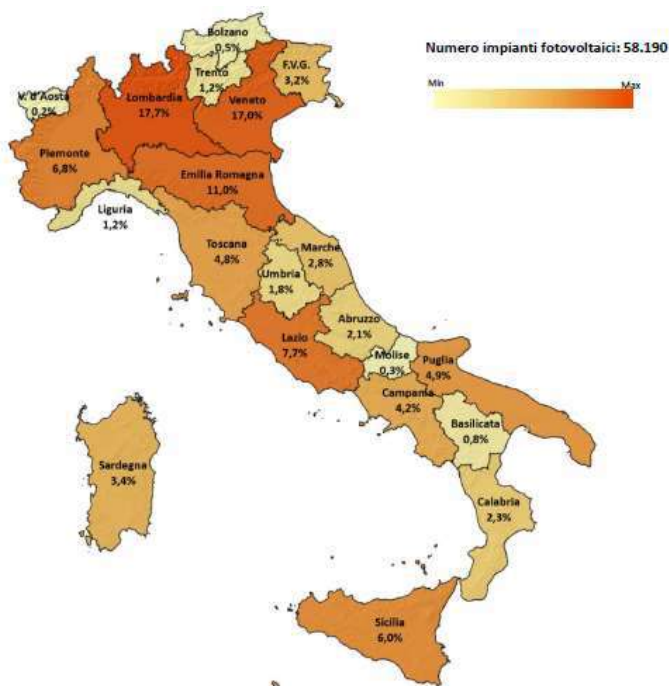 Bolzano
0,5%
Numero impianti fotovoltaici: 58.190
Trento
1,2%
F.V.G.
3,2%
Min
Max
V. d'Aosta
0,2%
Lombardia
17,7%
Veneto
17,0%
Piemonte
6,8%
Emilia Romagna
11,0%
Liguria
1,2%
Toscana
4,8%
Marche
2,8%
Umbria
1,8%
Abruzzo
2,1%
Lazio
7,7%
Molise
0,3%
Puglia
4,9%
Campania
4,2%
Basilicata
0,8%
Sardegna
3,4%
Calabria
2,3%
Sicilia
6,0%